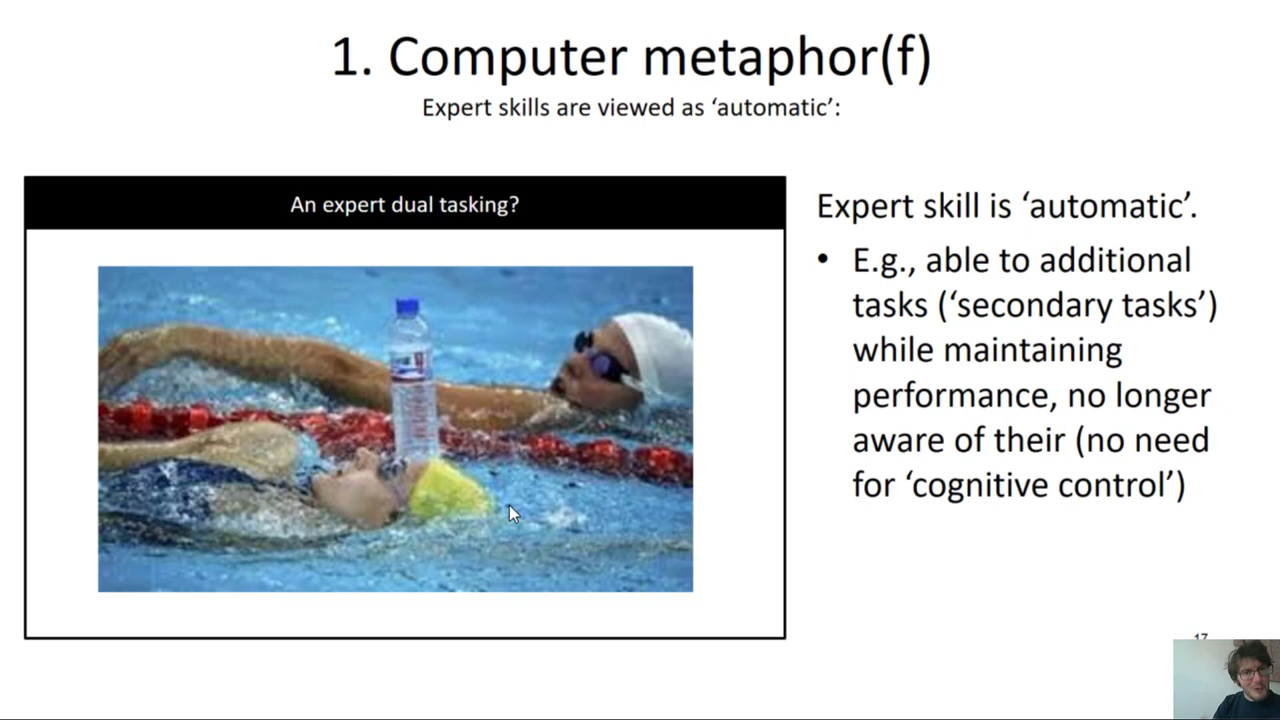 1. Computer metaphor(f)
Expert skills are viewed as ‘automatic’:
An expert dual tasking?
Expert skill is ‘automatic’.
• E.g., able to additional
tasks (‘secondary tasks’)
while maintaining
performance, no longer
aware of their (no need
for ‘cognitive control’)
17